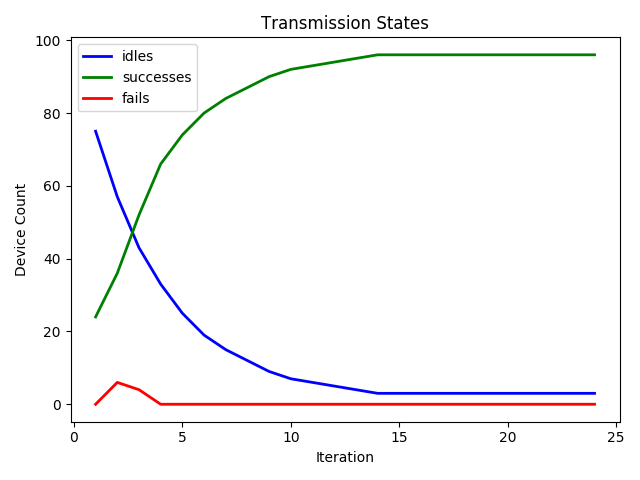 Transmission States
idles
successes
fails
Device Count
100
80
60
40
20
0
0 5 10 15 20 25
Iteration